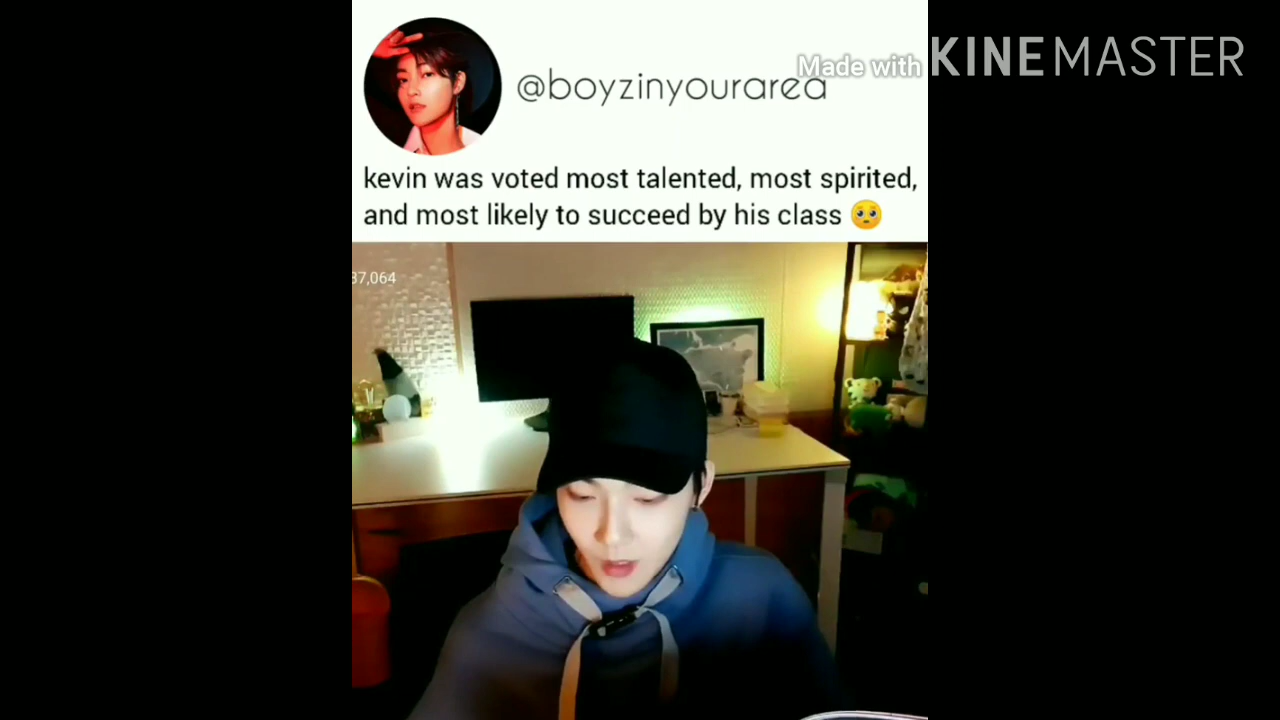 Made with KINEMASTER
@boyzinyourarea
kevin was voted most talented, most spirited,
and most likely to succeed by his class 🥹
37,064